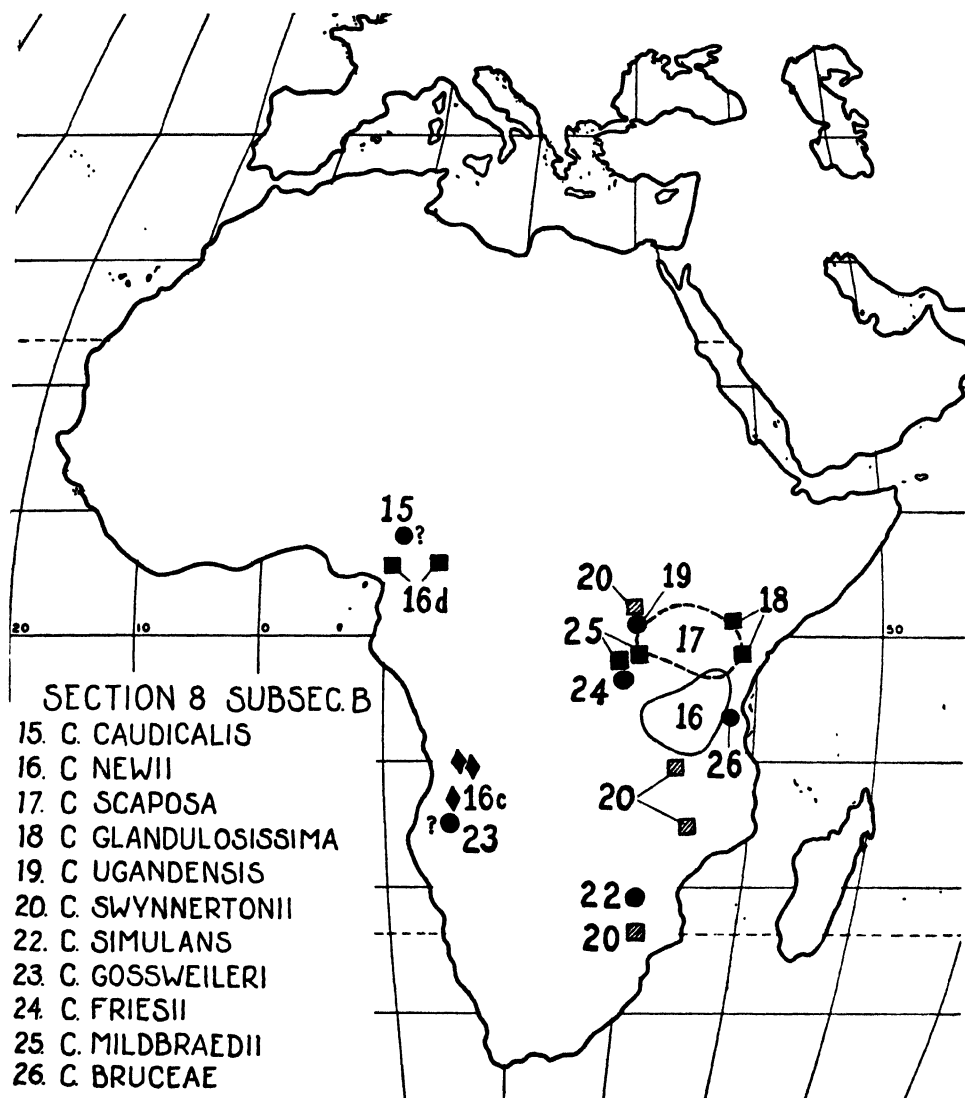 15
?
16d
20
19
18
25
17
20
10
0
50
24
16
26
SECTION 8 SUBSEC. B
15. C. CAUDICALIS
16. C NEWII
17. C SCAPOSA
18 C GLANDULOSISSIMA
19. C UGANDENSIS
20. C. SWYNNERTONII
22. C. SIMULANS
23. C. GOSSWEILERI
24. C. FRIESII
25. C. MILDBRAEDII
26. C. BRUCEAE
16c
20
? 23
22
20